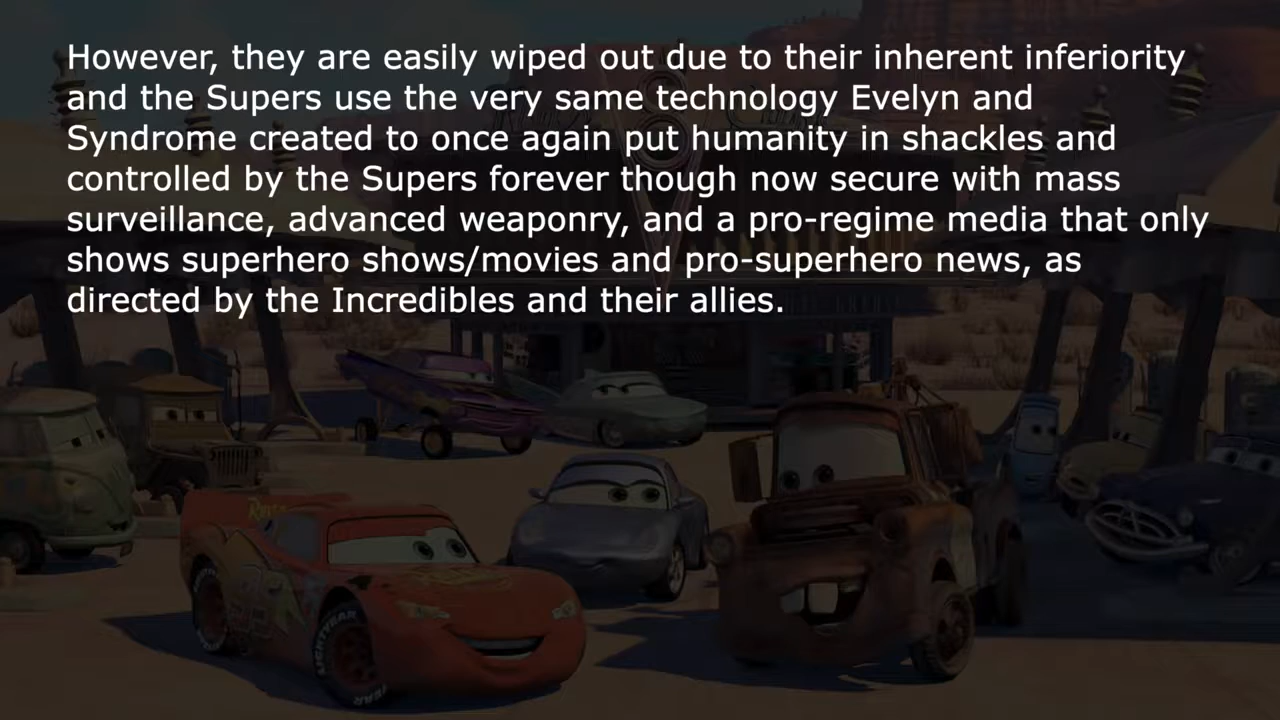 However, they are easily wiped out due to their inherent inferiority
and the Supers use the very same technology Evelyn and
Syndrome created to once again put humanity in shackles and
controlled by the Supers forever though now secure with mass
surveillance, advanced weaponry, and a pro-regime media that only
shows superhero shows/movies and pro-superhero news, as
directed by the Incredibles and their allies.
LIGHTYEAR